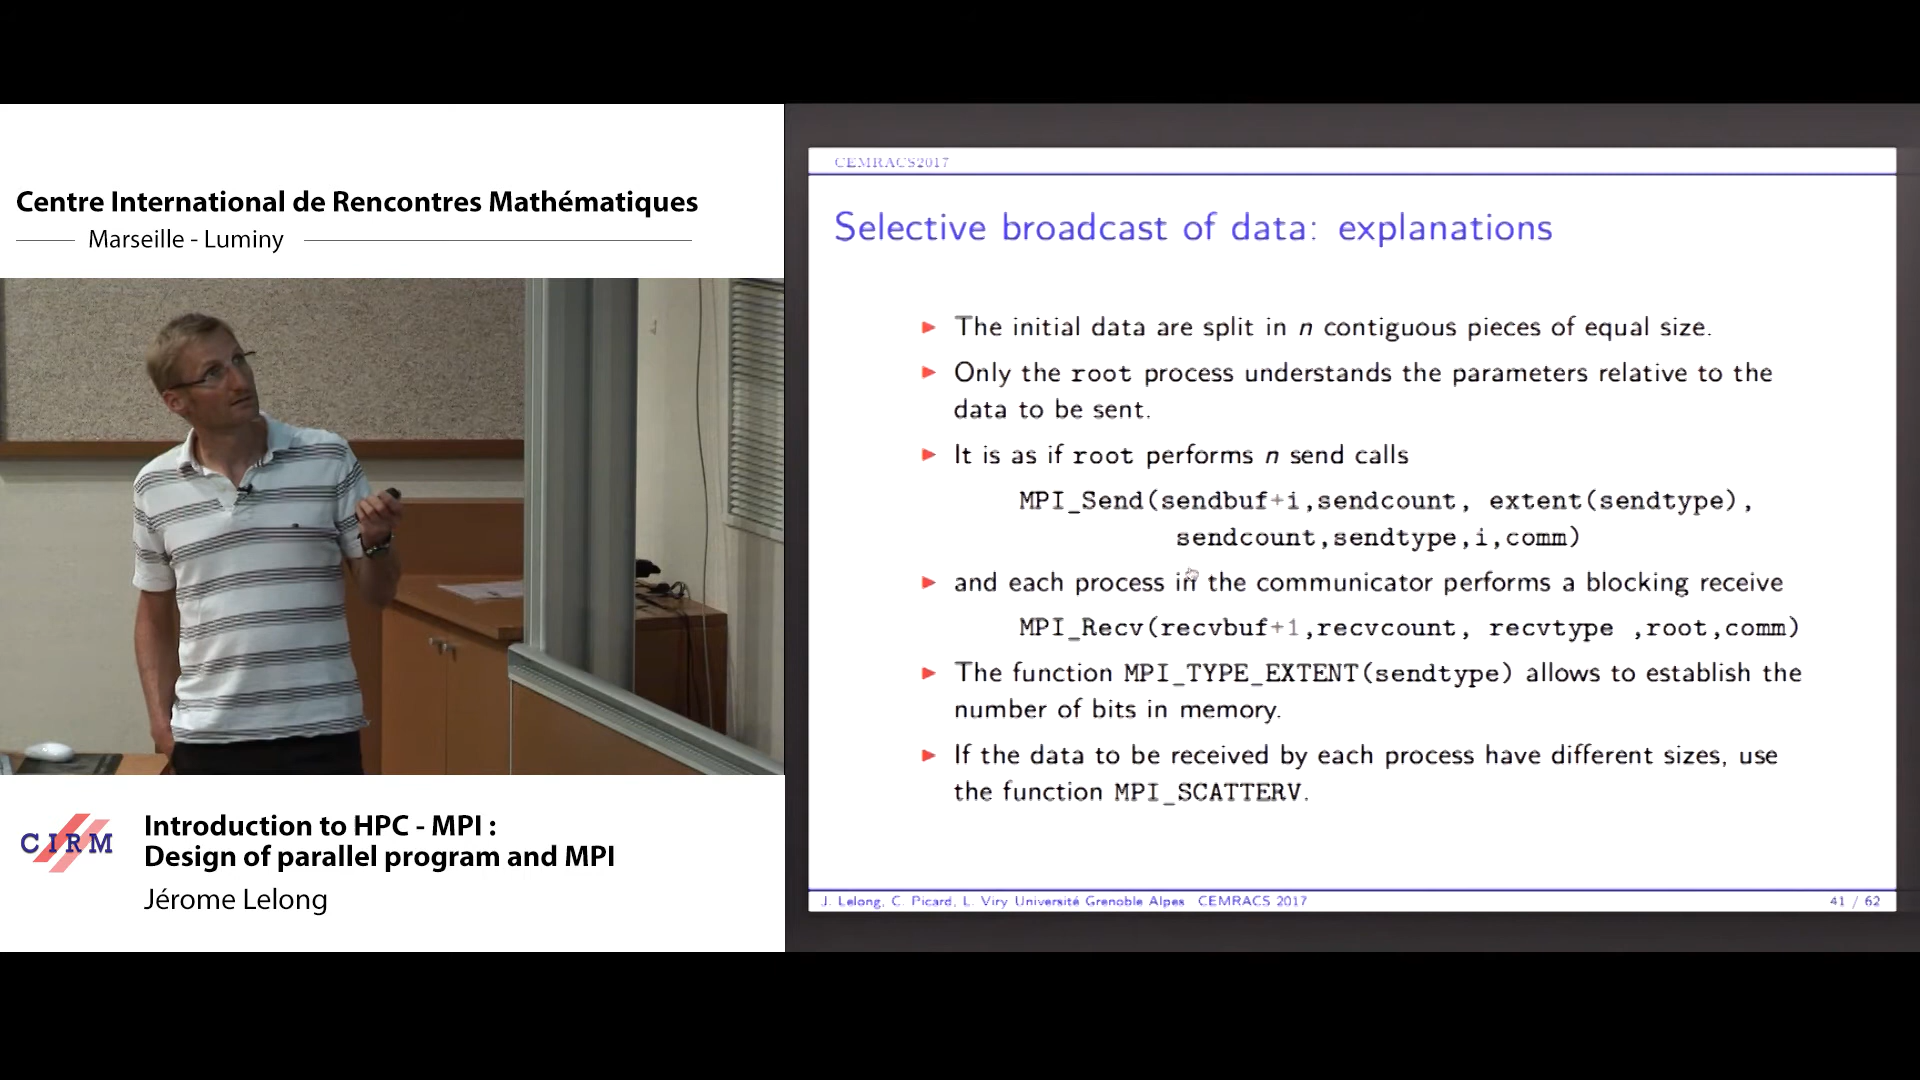 Centre International de Rencontres Mathématiques
Marseille - Luminy
CIRM
Introduction to HPC - MPI :
Design of parallel program and MPI
Jérome Lelong
CEMRACS2017
Selective broadcast of data: explanations
The initial data are split in n contiguous pieces of equal size.
Only the root process understands the parameters relative to the
data to be sent.
It is as if root performs n send calls
MPI_Send(sendbuf+i,sendcount, extent(sendtype),
sendcount,sendtype,i,comm)
and each process in the communicator performs a blocking receive
MPI_Recv(recvbuf+1,recvcount, recvtype ,root,comm)
The function MPI_TYPE_EXTENT(sendtype) allows to establish the
number of bits in memory.
If the data to be received by each process have different sizes, use
the function MPI_SCATTERV.
J. Lelong, C. Picard, L. Viry Université Grenoble Alpes CEMRACS 2017
41 / 62